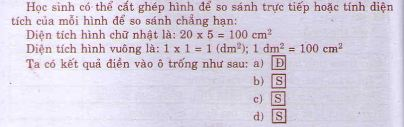 Học sinh có thể cắt ghép hình để so sánh trực tiếp hoặc tính diện
tích của mỗi hình để so sánh chẳng hạn:
Diện tích hình chữ nhật là: 20 x 5 = 100 cm²
Diện tích hình vuông là: 1 x 1 = 1 (dm²); 1 dm² = 100 cm²
Ta có kết quả điền vào ô trống như sau: a) Đ
b) S
c) S
d) S